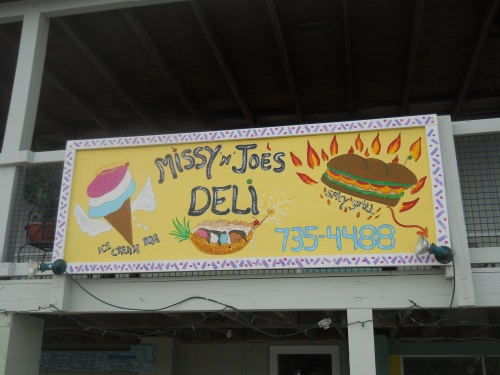 MiSSY N JOE'S
DELi
ICE
CREAM BAR
735-4488